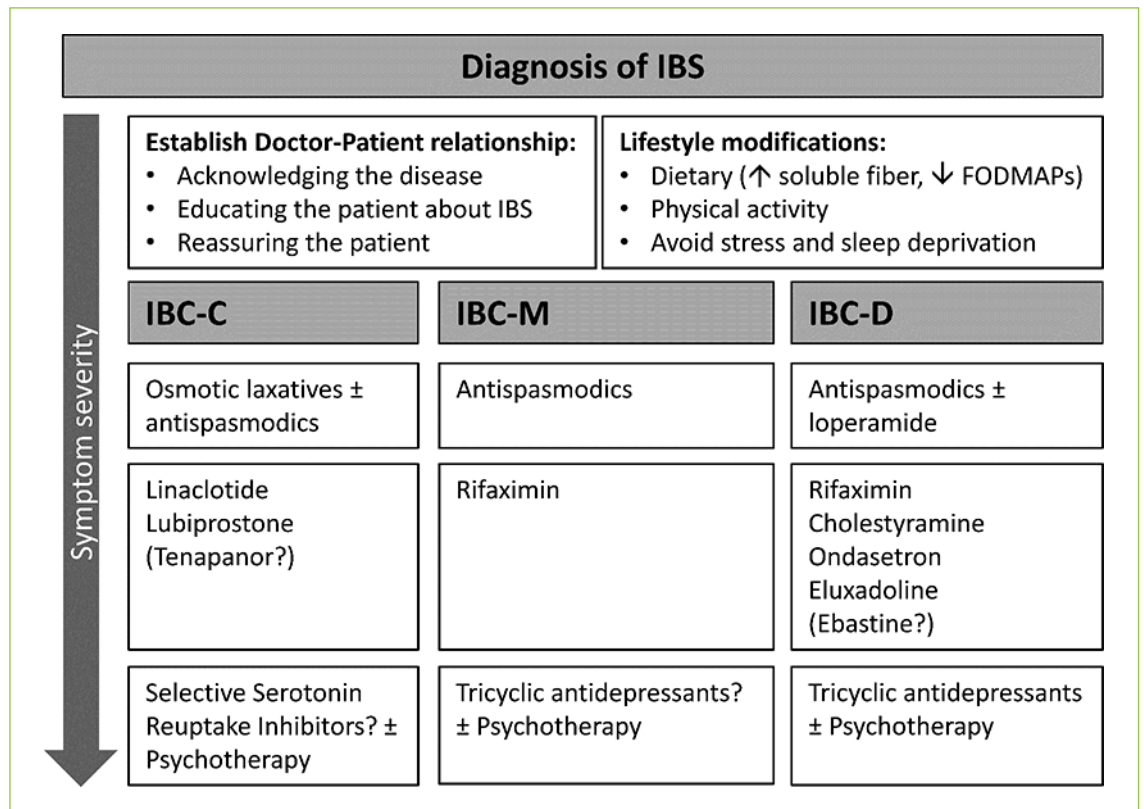 Diagnosis of IBS
Symptom severity
Establish Doctor-Patient relationship:
• Acknowledging the disease
• Educating the patient about IBS
• Reassuring the patient
Lifestyle modifications:
• Dietary (↑ soluble fiber, ↓ FODMAPs)
• Physical activity
• Avoid stress and sleep deprivation
IBC-C
IBC-M
IBC-D
Osmotic laxatives ±
antispasmodics
Antispasmodics
Antispasmodics ±
loperamide
Linaclotide
Lubiprostone
(Tenapanor?)
Rifaximin
Rifaximin
Cholestyramine
Ondasetron
Eluxadoline
(Ebastine?)
Selective Serotonin
Reuptake Inhibitors? ±
Psychotherapy
Tricyclic antidepressants?
± Psychotherapy
Tricyclic antidepressants
± Psychotherapy